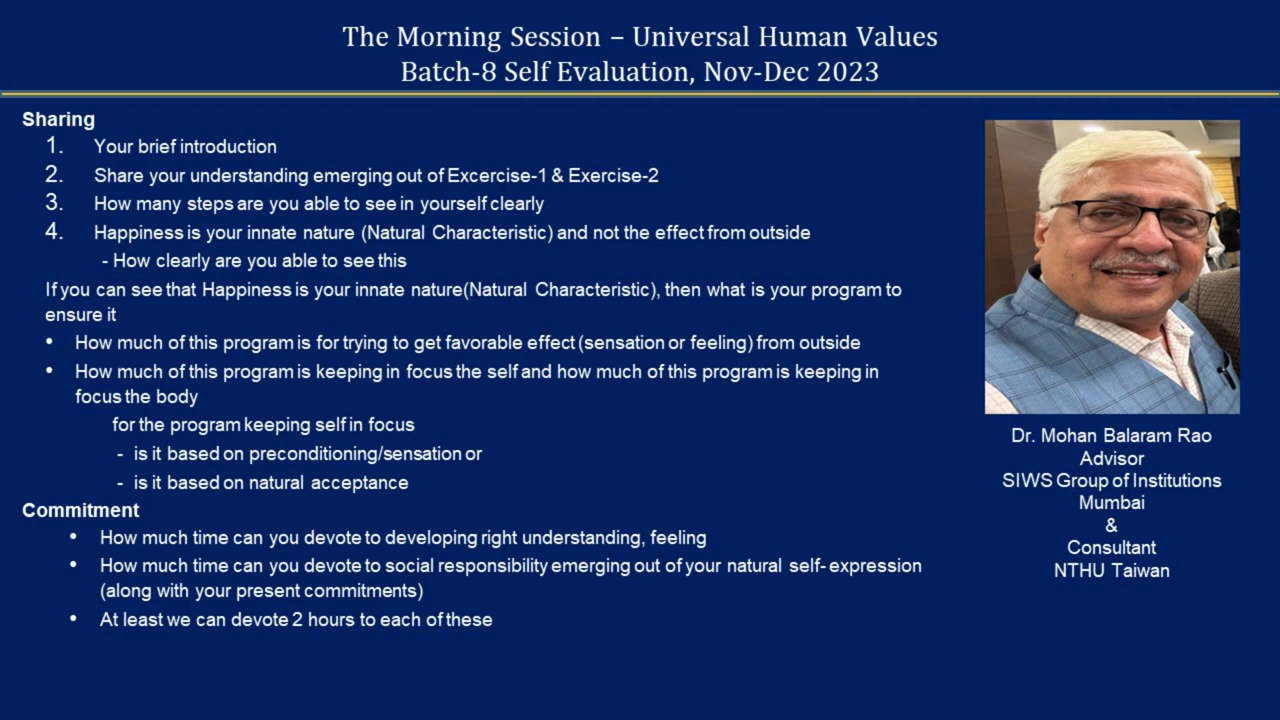 The Morning Session – Universal Human Values
Batch-8 Self Evaluation, Nov-Dec 2023
Sharing
1. Your brief introduction
2. Share your understanding emerging out of Excercise-1 & Exercise-2
3. How many steps are you able to see in yourself clearly
4. Happiness is your innate nature (Natural Characteristic) and not the effect from outside
- How clearly are you able to see this
If you can see that Happiness is your innate nature(Natural Characteristic), then what is your program to
ensure it
• How much of this program is for trying to get favorable effect (sensation or feeling) from outside
• How much of this program is keeping in focus the self and how much of this program is keeping in
focus the body
for the program keeping self in focus
- is it based on preconditioning/sensation or
- is it based on natural acceptance
Commitment
• How much time can you devote to developing right understanding, feeling
• How much time can you devote to social responsibility emerging out of your natural self-expression
(along with your present commitments)
• At least we can devote 2 hours to each of these
Dr. Mohan Balaram Rao
Advisor
SIWS Group of Institutions
Mumbai
&
Consultant
NTHU Taiwan